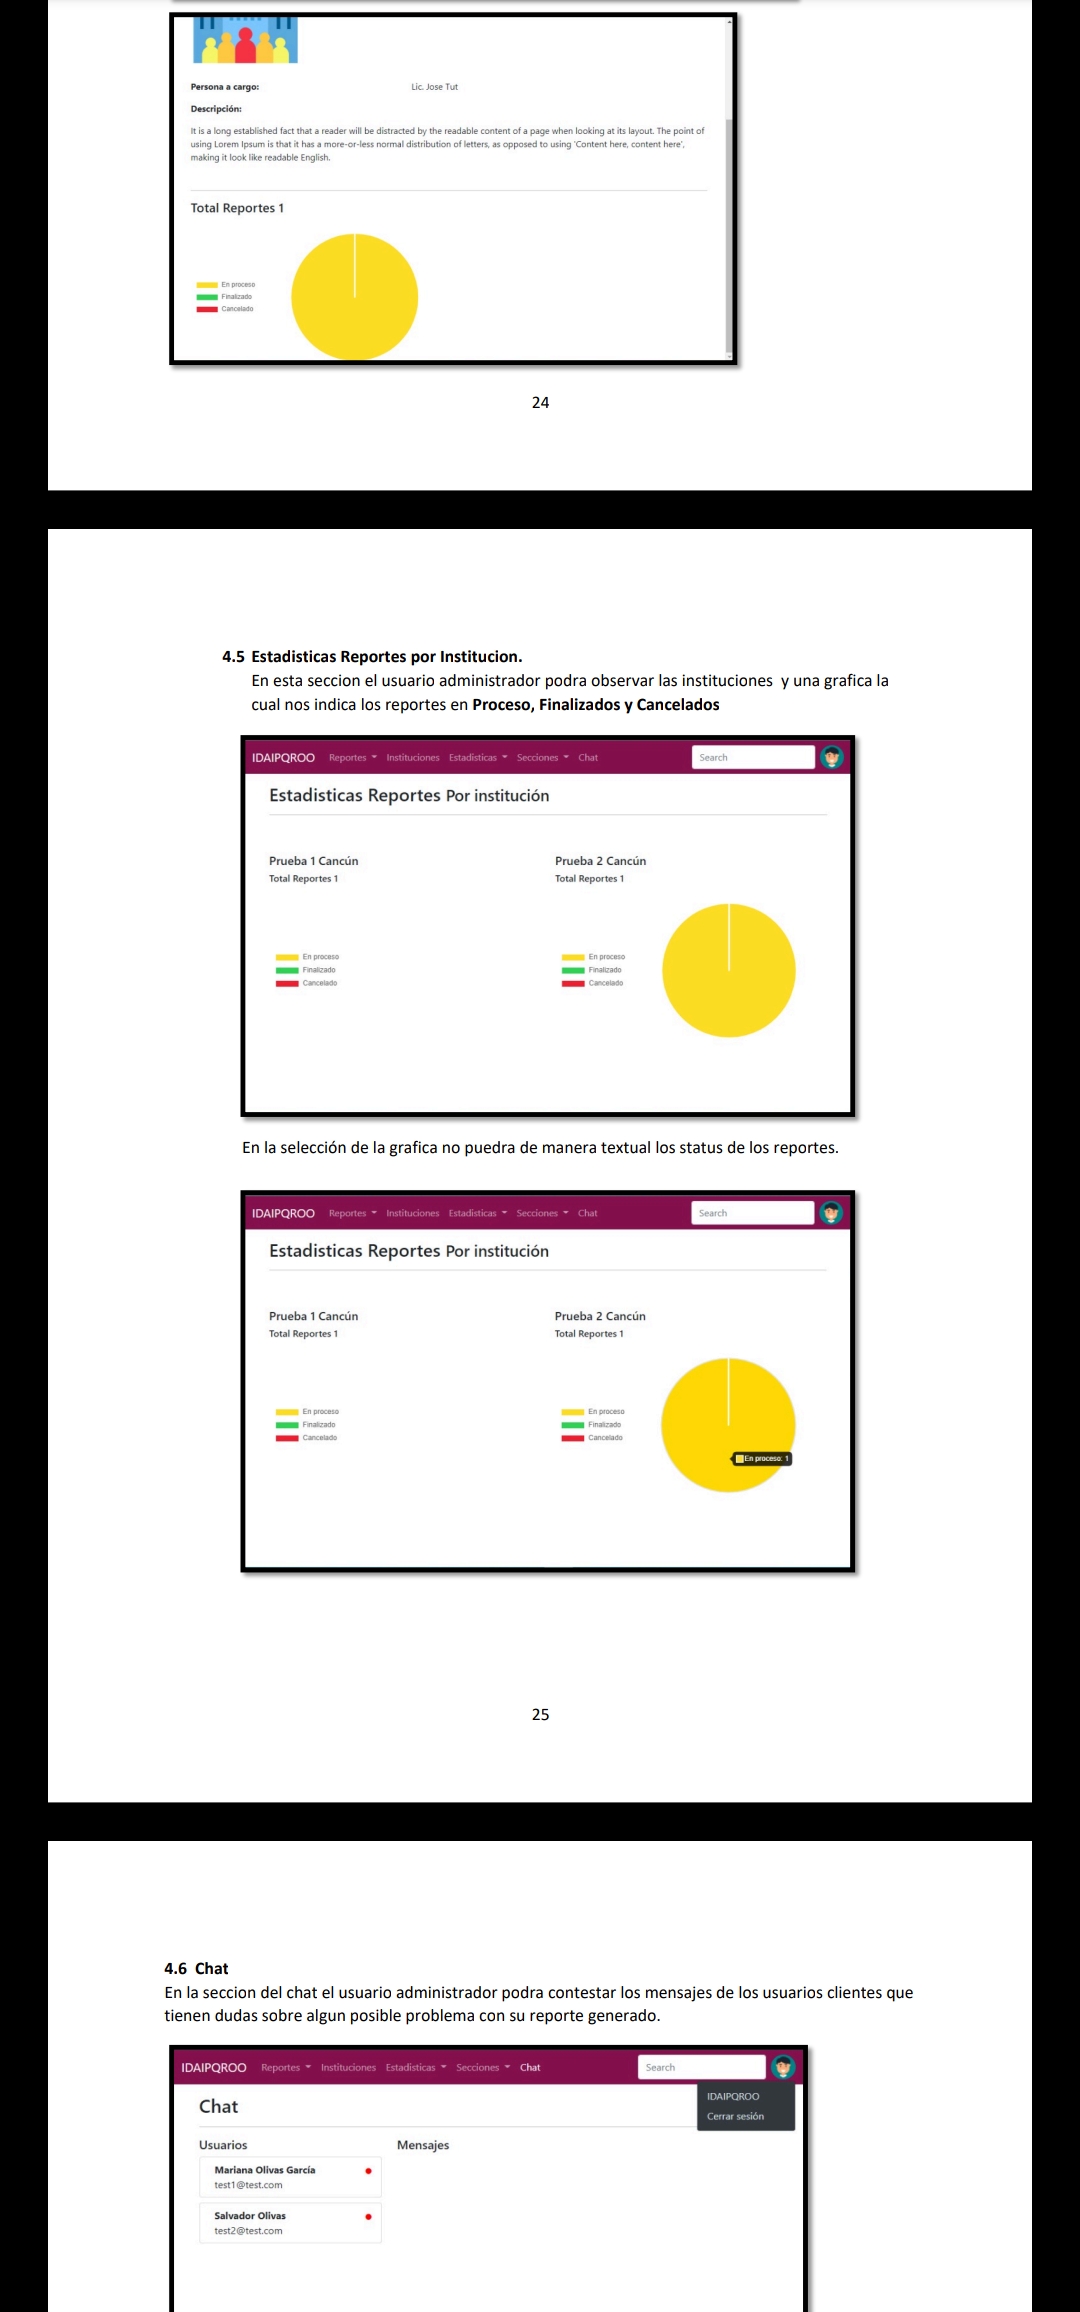 Persona a cargo: Lic. Jose Tut
Descripción:
It is a long established fact that a reader will be distracted by the readable content of a page when looking at its layout. The point of
using Lorem Ipsum is that it has a more-or-less normal distribution of letters, as opposed to using 'Content here, content here',
making it look like readable English.
Total Reportes 1
En proceso
Finalizado
Cancelado
24
4.5 Estadisticas Reportes por Institucion.
En esta seccion el usuario administrador podra observar las instituciones y una grafica la
cual nos indica los reportes en Proceso, Finalizados y Cancelados
IDAIPQROO Reportes Instituciones Estadísticas Secciones Chat Search
Estadisticas Reportes Por institución
Prueba 1 Cancún
Total Reportes 1
En proceso
Finalizado
Cancelado
Prueba 2 Cancún
Total Reportes 1
En proceso
Finalizado
Cancelado
En la selección de la grafica no puedra de manera textual los status de los reportes.
IDAIPQROO Reportes Instituciones Estadísticas Secciones Chat Search
Estadisticas Reportes Por institución
Prueba 1 Cancún
Total Reportes 1
En proceso
Finalizado
Cancelado
Prueba 2 Cancún
Total Reportes 1
En proceso
Finalizado
Cancelado
En proceso: 1
25
4.6 Chat
En la seccion del chat el usuario administrador podra contestar los mensajes de los usuarios clientes que
tienen dudas sobre algun posible problema con su reporte generado.
IDAIPQROO Reportes Instituciones Estadísticas Secciones Chat Search
IDAIPQROO
Cerrar sesión
Chat
Usuarios Mensajes
Mariana Olivas García
test1@test.com
Salvador Olivas
test2@test.com